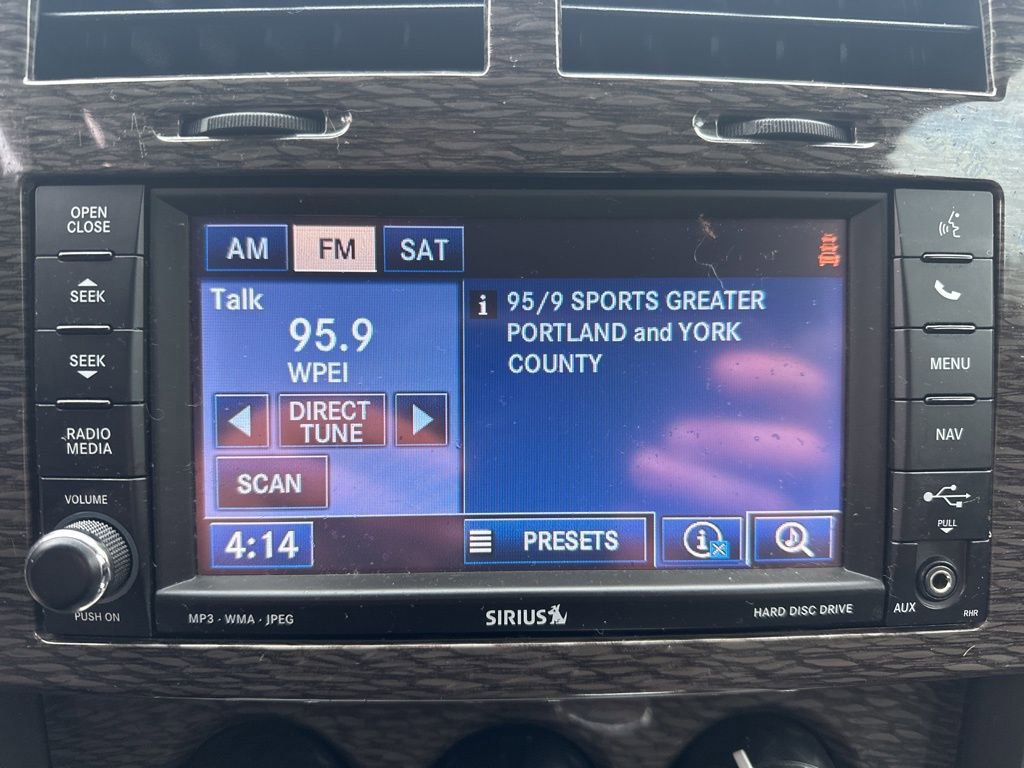 OPEN
CLOSE
SEEK
SEEK
RADIO
MEDIA
VOLUME
PUSH ON
AM
FM
SAT
Talk
95.9
WPEI
DIRECT
TUNE
SCAN
4:14
i 95/9 SPORTS GREATER
PORTLAND and YORK
COUNTY
PRESETS
i
MP3 · WMA · JPEG
SIRIUS
HARD DISC DRIVE
MENU
NAV
PULL
AUX
RHR